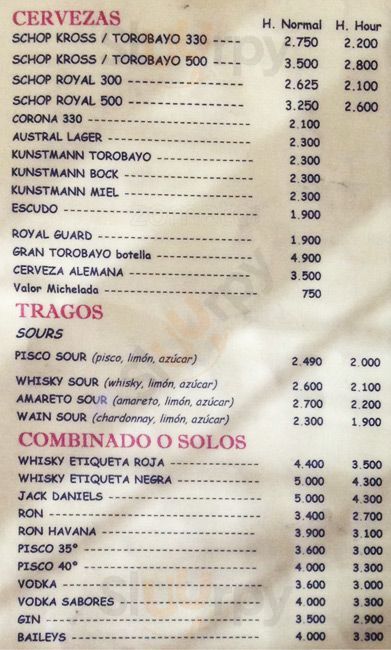 CERVEZAS H. Normal H. Hour
SCHOP KROSS / TOROBAYO 330 ---- 2.750 2.200
SCHOP KROSS / TOROBAYO 500 ---- 3.500 2.800
SCHOP ROYAL 300 ---------------- 2.625 2.100
SCHOP ROYAL 500 ---------------- 3.250 2.600
CORONA 330 --------------------- 2.100
AUSTRAL LAGER ------------------ 2.300
KUNSTMANN TOROBAYO ------------- 2.300
KUNSTMANN BOCK ----------------- 2.300
KUNSTMANN MIEL ----------------- 2.300
ESCUDO ------------------------- 1.900
ROYAL GUARD -------------------- 1.900
GRAN TOROBAYO botella ---------- 4.900
CERVEZA ALEMANA ---------------- 3.500
Valor Michelada ---------------- 750
TRAGOS
SOURS
PISCO SOUR (pisco, limón, azúcar) 2.490 2.000
WHISKY SOUR (whisky, limón, azúcar) 2.600 2.100
AMARETO SOUR (amareto, limón, azúcar) 2.700 2.200
WAIN SOUR (chardonnay, limón, azúcar) 2.300 1.900
COMBINADO O SOLOS
WHISKY ETIQUETA ROJA ----------- 4.400 3.500
WHISKY ETIQUETA NEGRA ---------- 5.000 4.300
JACK DANIELS ------------------- 5.000 4.300
RON ---------------------------- 3.400 2.700
RON HAVANA --------------------- 3.900 3.100
PISCO 35° ---------------------- 3.600 3.000
PISCO 40° ---------------------- 4.000 3.300
VODKA -------------------------- 3.600 3.000
VODKA SABORES ------------------ 4.000 3.300
GIN ---------------------------- 3.500 2.900
BAILEYS ------------------------ 4.000 3.300